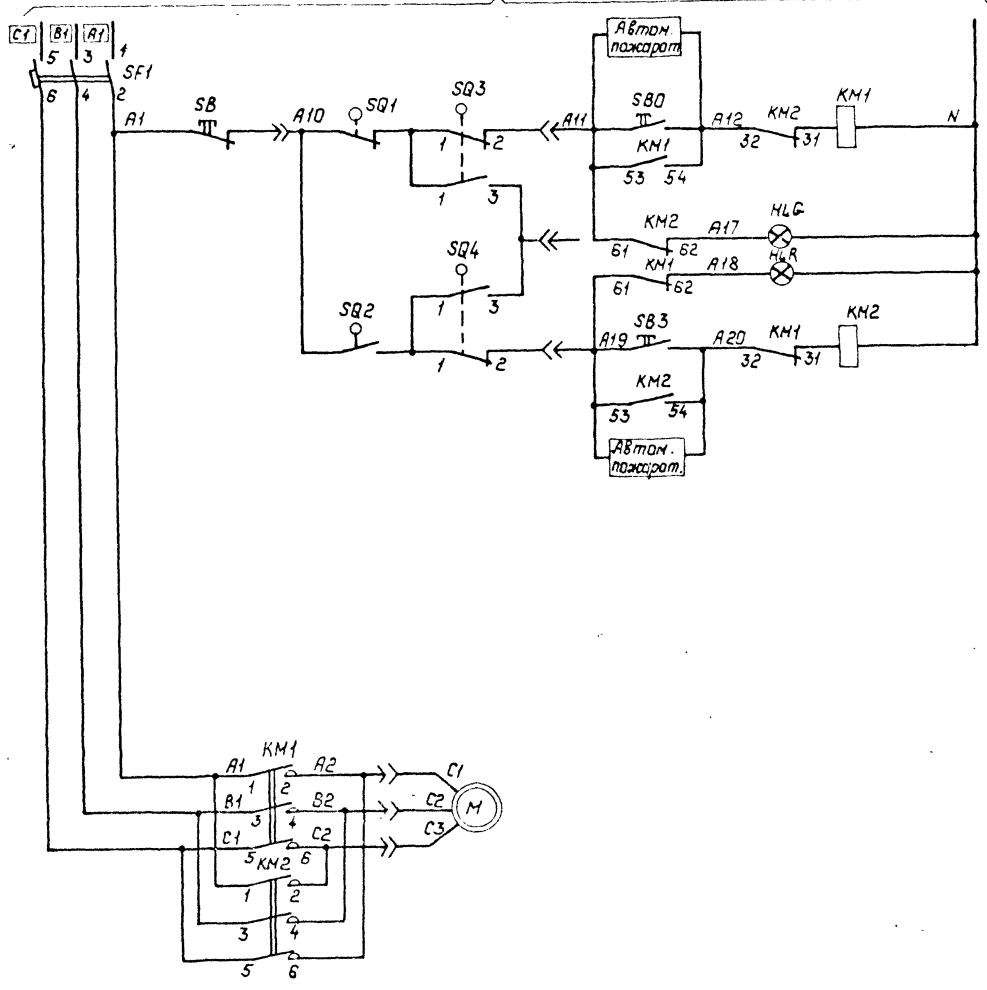 C1 B1 A1
5 3 1
SF1
6 4 2
Автом.
пожарот.
A1
SB
A10
SQ1
SQ3
1 2
1 3
A11
SB0
A12
KM2
32 31
KM1
N
KM1
53 54
KM2
61 62
A17
HLG
KM1
61 62
A18
HLR
SQ4
1 3
SQ2
1 2
A19
SB3
A20
KM1
32 31
KM2
KM2
53 54
Автом.
пожарот.
KM1
A1 1 2 A2 C1
B1 3 4 B2 C2 M
C1 5 6 C2 C3
KM2
1 2
3 4
5 6